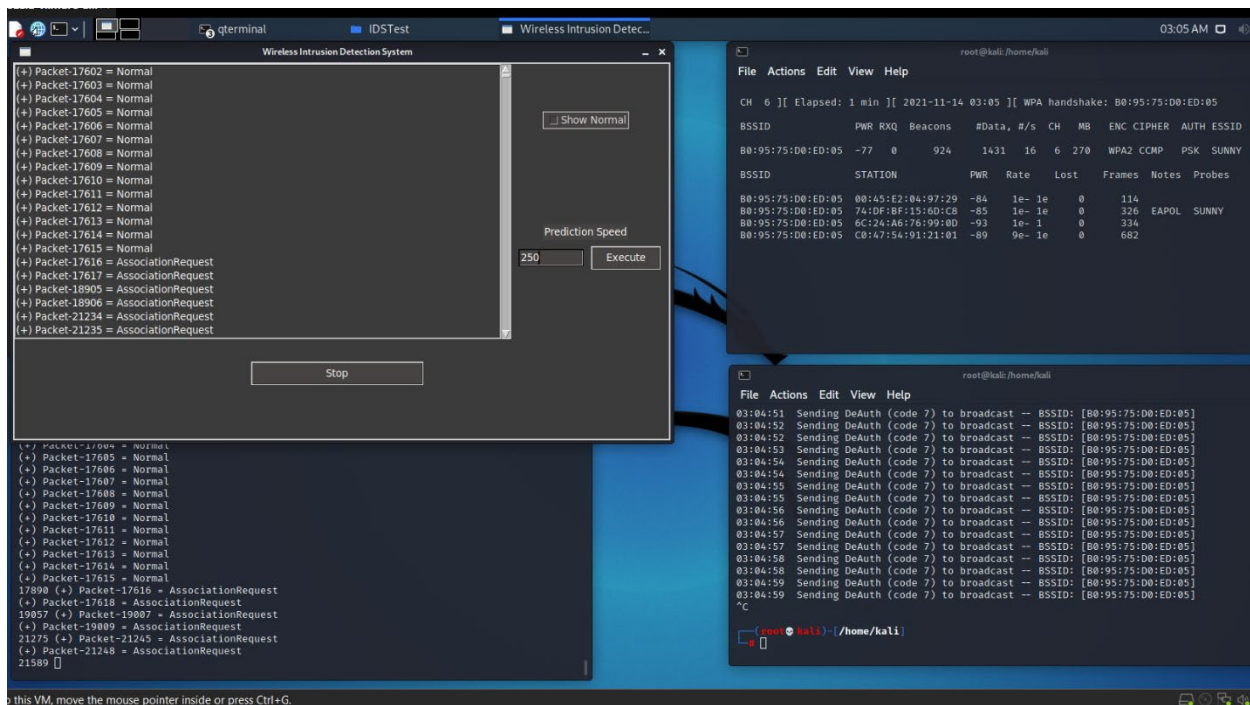 qterminal
IDSTest
Wireless Intrusion Detec...
03:05 AM
Wireless Intrusion Detection System
(+) Packet-17602 = Normal
(+) Packet-17603 = Normal
(+) Packet-17604 = Normal
(+) Packet-17605 = Normal
(+) Packet-17606 = Normal
(+) Packet-17607 = Normal
(+) Packet-17608 = Normal
(+) Packet-17609 = Normal
(+) Packet-17610 = Normal
(+) Packet-17611 = Normal
(+) Packet-17612 = Normal
(+) Packet-17613 = Normal
(+) Packet-17614 = Normal
(+) Packet-17615 = Normal
(+) Packet-17616 = AssociationRequest
(+) Packet-17617 = AssociationRequest
(+) Packet-18905 = AssociationRequest
(+) Packet-18906 = AssociationRequest
(+) Packet-21234 = AssociationRequest
(+) Packet-21235 = AssociationRequest
Show Normal
Prediction Speed
250 Execute
Stop
(+) Packet-17604 = Normal
(+) Packet-17605 = Normal
(+) Packet-17606 = Normal
(+) Packet-17607 = Normal
(+) Packet-17608 = Normal
(+) Packet-17609 = Normal
(+) Packet-17610 = Normal
(+) Packet-17611 = Normal
(+) Packet-17612 = Normal
(+) Packet-17613 = Normal
(+) Packet-17614 = Normal
(+) Packet-17615 = Normal
17890 (+) Packet-17616 = AssociationRequest
(+) Packet-17618 = AssociationRequest
19057 (+) Packet-19007 = AssociationRequest
(+) Packet-19009 = AssociationRequest
21275 (+) Packet-21245 = AssociationRequest
(+) Packet-21248 = AssociationRequest
21589
root@kali: /home/kali
File Actions Edit View Help
CH 6 ][ Elapsed: 1 min ][ 2021-11-14 03:05 ][ WPA handshake: B0:95:75:D0:ED:05
BSSID PWR RXQ Beacons #Data, #/s CH MB ENC CIPHER AUTH ESSID
B0:95:75:D0:ED:05 -77 0 924 1431 16 6 270 WPA2 CCMP PSK SUNNY
BSSID STATION PWR Rate Lost Frames Notes Probes
B0:95:75:D0:ED:05 00:45:E2:04:97:29 -84 1e- 1e 0 114
B0:95:75:D0:ED:05 74:DF:BF:15:6D:C8 -85 1e- 1e 0 326 EAPOL SUNNY
B0:95:75:D0:ED:05 6C:24:A6:76:99:0D -93 1e- 1 0 334
B0:95:75:D0:ED:05 C0:47:54:91:21:01 -89 9e- 1e 0 682
root@kali: /home/kali
File Actions Edit View Help
03:04:51 Sending DeAuth (code 7) to broadcast -- BSSID: [B0:95:75:D0:ED:05]
03:04:52 Sending DeAuth (code 7) to broadcast -- BSSID: [B0:95:75:D0:ED:05]
03:04:52 Sending DeAuth (code 7) to broadcast -- BSSID: [B0:95:75:D0:ED:05]
03:04:53 Sending DeAuth (code 7) to broadcast -- BSSID: [B0:95:75:D0:ED:05]
03:04:54 Sending DeAuth (code 7) to broadcast -- BSSID: [B0:95:75:D0:ED:05]
03:04:54 Sending DeAuth (code 7) to broadcast -- BSSID: [B0:95:75:D0:ED:05]
03:04:55 Sending DeAuth (code 7) to broadcast -- BSSID: [B0:95:75:D0:ED:05]
03:04:55 Sending DeAuth (code 7) to broadcast -- BSSID: [B0:95:75:D0:ED:05]
03:04:56 Sending DeAuth (code 7) to broadcast -- BSSID: [B0:95:75:D0:ED:05]
03:04:56 Sending DeAuth (code 7) to broadcast -- BSSID: [B0:95:75:D0:ED:05]
03:04:57 Sending DeAuth (code 7) to broadcast -- BSSID: [B0:95:75:D0:ED:05]
03:04:57 Sending DeAuth (code 7) to broadcast -- BSSID: [B0:95:75:D0:ED:05]
03:04:58 Sending DeAuth (code 7) to broadcast -- BSSID: [B0:95:75:D0:ED:05]
03:04:58 Sending DeAuth (code 7) to broadcast -- BSSID: [B0:95:75:D0:ED:05]
03:04:59 Sending DeAuth (code 7) to broadcast -- BSSID: [B0:95:75:D0:ED:05]
03:04:59 Sending DeAuth (code 7) to broadcast -- BSSID: [B0:95:75:D0:ED:05]
^C
(root💀kali)-[/home/kali]
#
this VM, move the mouse pointer inside or press Ctrl+G.